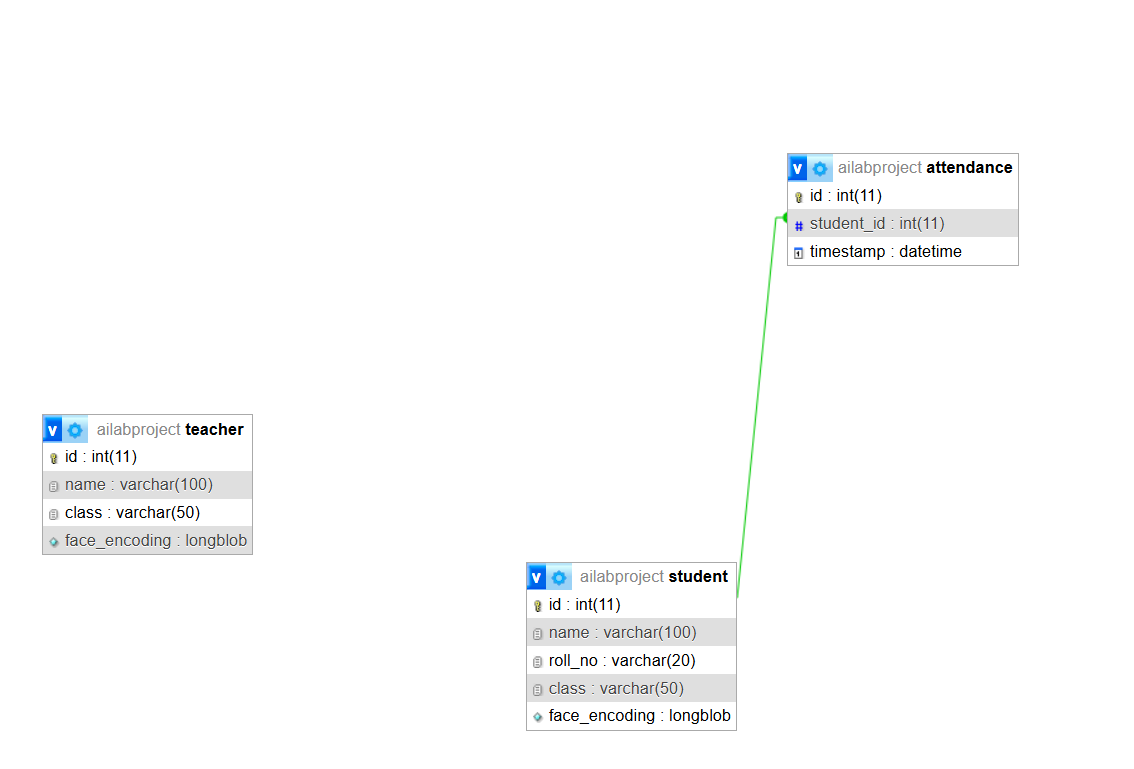 v ailabproject attendance
id : int(11)
# student_id : int(11)
timestamp : datetime
v ailabproject teacher
id : int(11)
name : varchar(100)
class : varchar(50)
face_encoding : longblob
v ailabproject student
id : int(11)
name : varchar(100)
roll_no : varchar(20)
class : varchar(50)
face_encoding : longblob